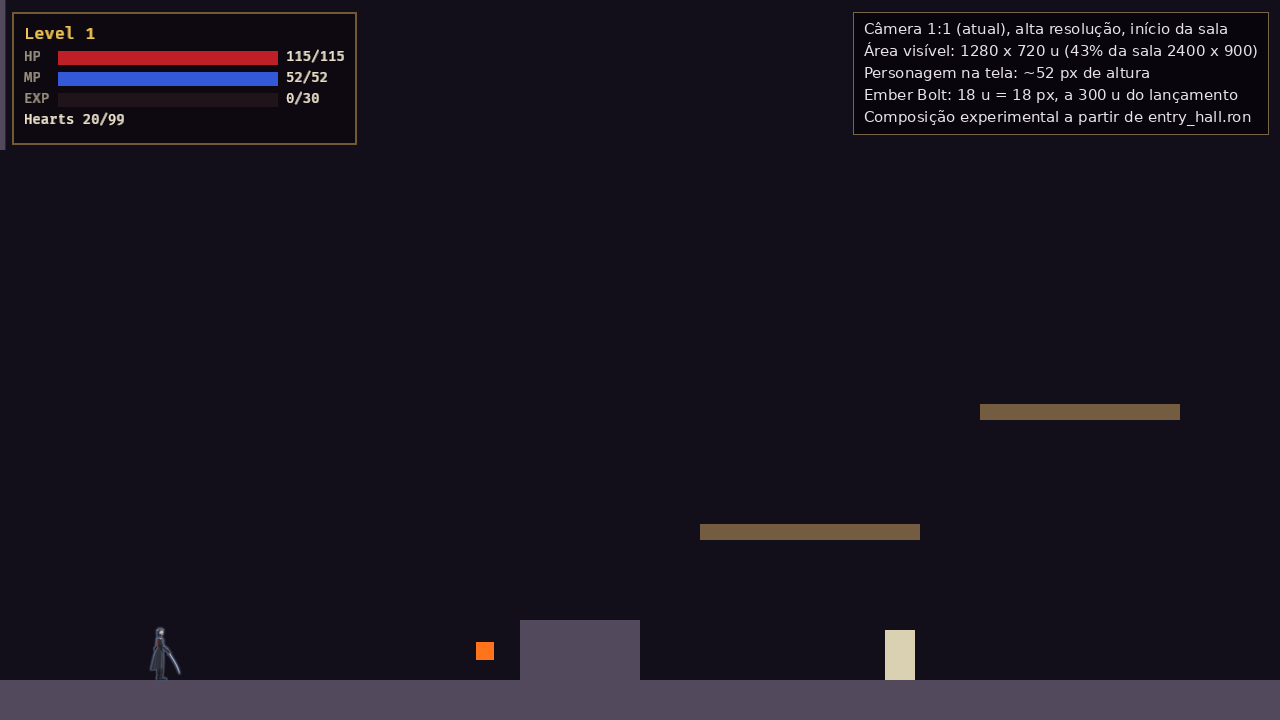 Level 1
HP 115/115
MP 52/52
EXP 0/30
Hearts 20/99
Câmera 1:1 (atual), alta resolução, início da sala
Área visível: 1280 x 720 u (43% da sala 2400 x 900)
Personagem na tela: ~52 px de altura
Ember Bolt: 18 u = 18 px, a 300 u do lançamento
Composição experimental a partir de entry_hall.ron